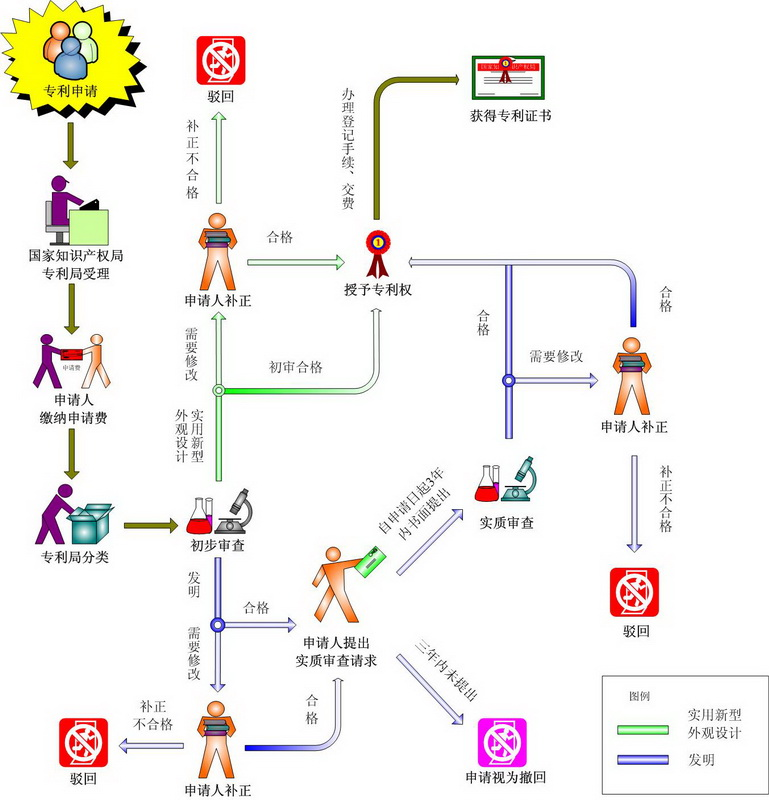 专利申请
国家知识产权局
专利局受理
申请费
申请人
缴纳申请费
专利局分类
初步审查
实用新型
外观设计
需要修改
申请人补正
补正不合格
驳回
合格
初审合格
授予专利权
办理登记手续、交费
国家知识产权局
获得专利证书
发明
合格
需要修改
申请人补正
补正
不合格
驳回
合格
申请人提出
实质审查请求
自申请日起3年
内书面提出
三年内未提出
申请视为撤回
实质审查
合格
需要修改
申请人补正
合格
补正不合格
驳回
图例
实用新型
外观设计
发明